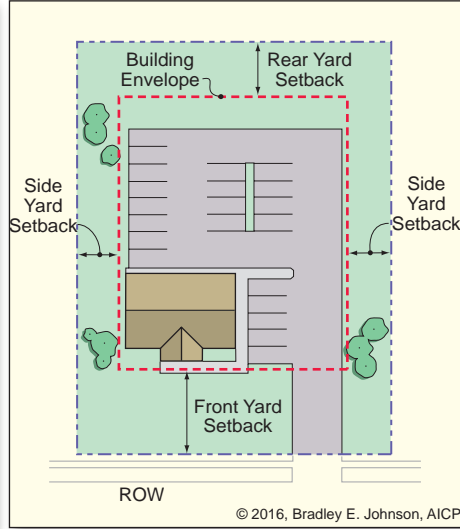 Building
Envelope
Rear Yard
Setback
Side
Yard
Setback
Side
Yard
Setback
Front Yard
Setback
ROW
© 2016, Bradley E. Johnson, AICP